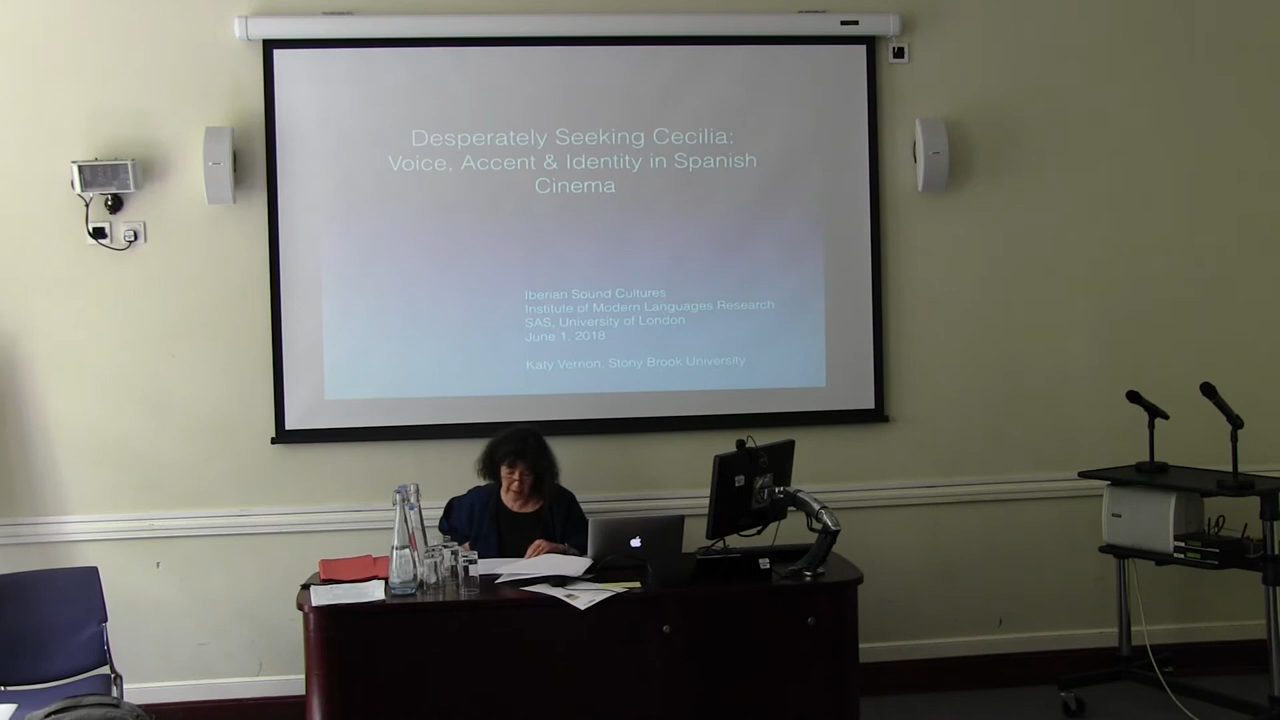 Desperately Seeking Cecilia:
Voice, Accent & Identity in Spanish
Cinema
Iberian Sound Cultures
Institute of Modern Languages Research
SAS, University of London
June 1, 2018
Katy Vernon, Stony Brook University